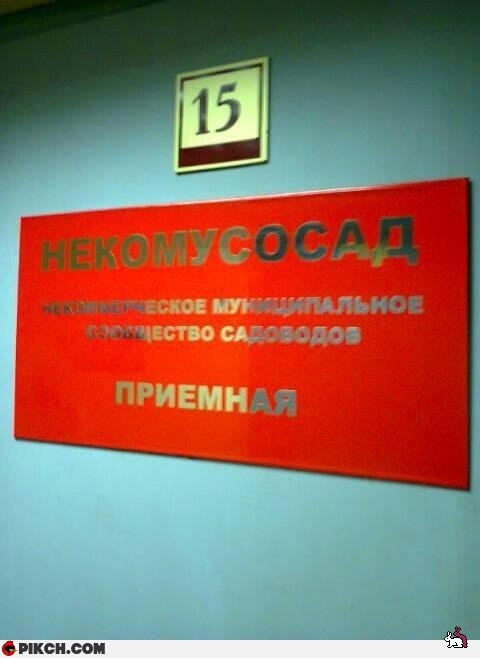 15
НЕКОМУСОСАД
НЕКОММЕРЧЕСКОЕ МУНИЦИПАЛЬНОЕ
СООБЩЕСТВО САДОВОДОВ
ПРИЕМНАЯ
PIKCH.COM